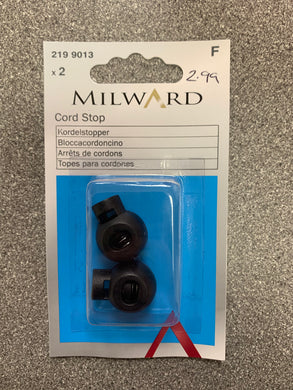 219 9013
F
x 2
2.99
MILWARD
Cord Stop
Kordelstopper
Bloccacordoncino
Arrêts de cordons
Topes para cordones